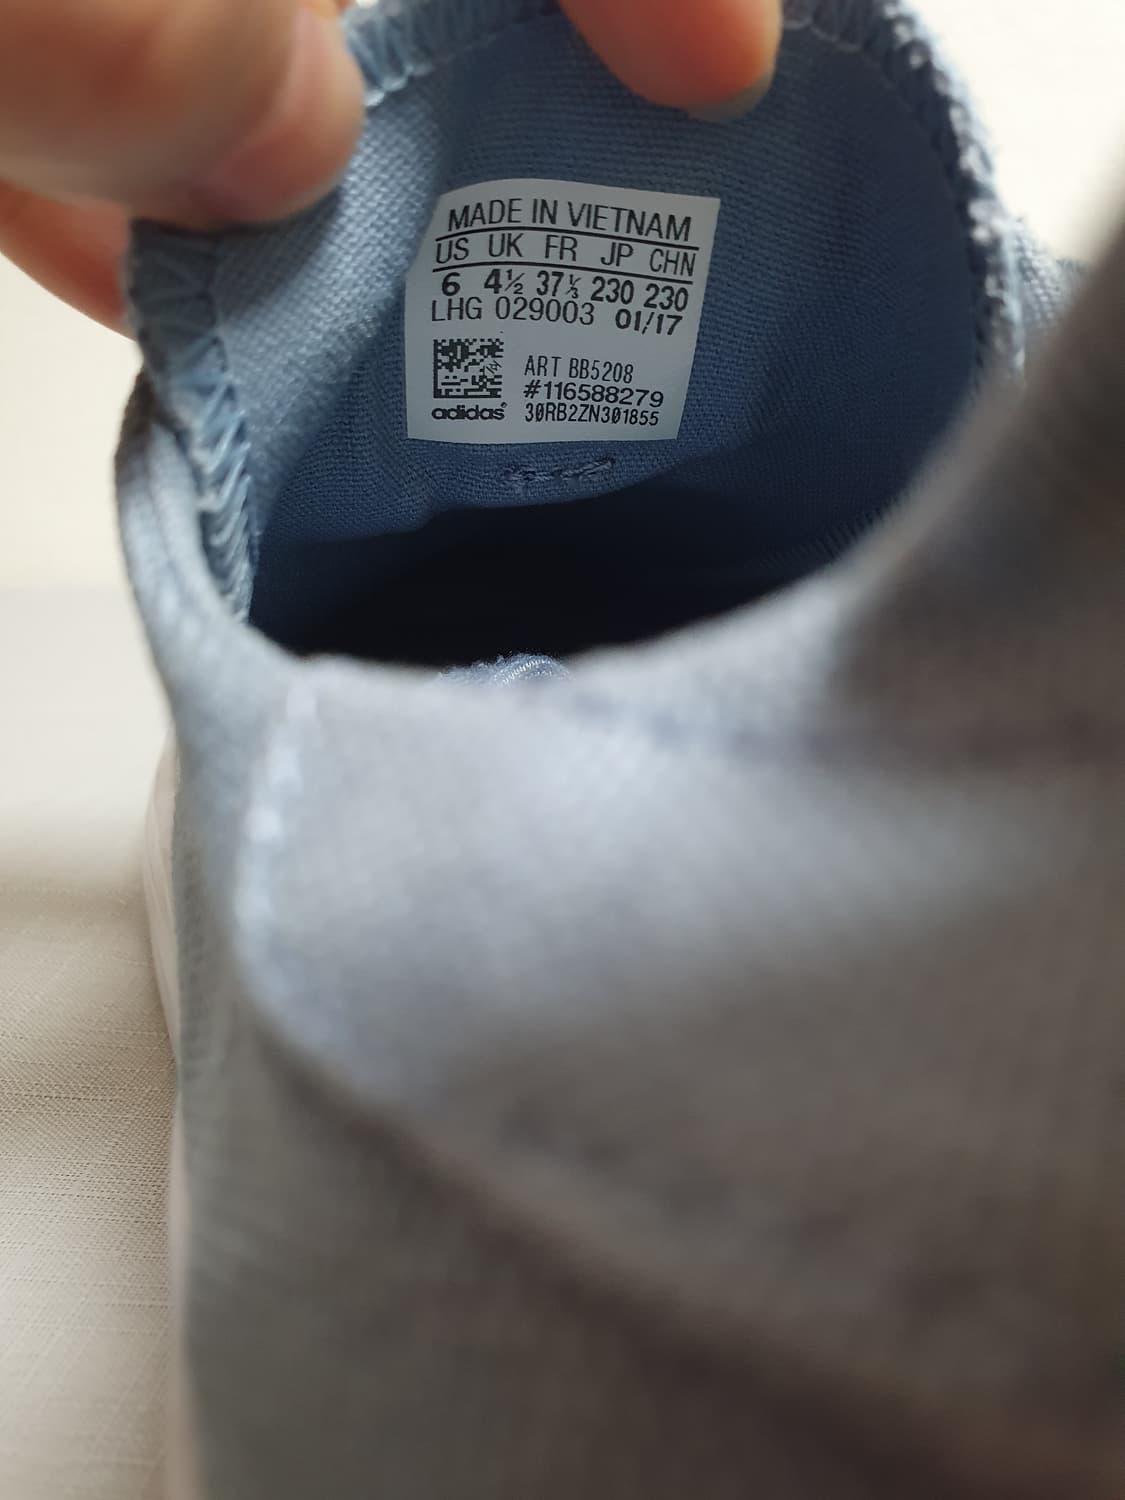 MADE IN VIETNAM
US UK FR JP CHN
6 4½ 37⅓ 230 230
LHG 029003 01/17
ART BB5208
#116588279
adidas 30RB2ZN301855